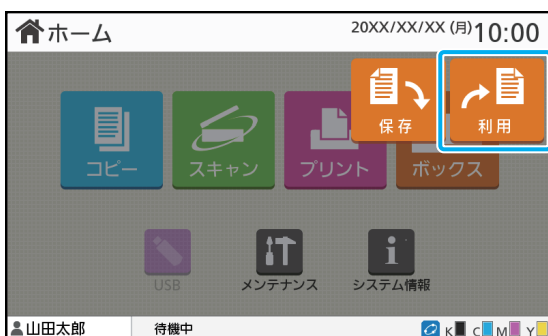 ホーム
20XX/XX/XX (月)10:00
保存
利用
コピー
スキャン
プリント
ボックス
USB
メンテナンス
システム情報
山田太郎
待機中
K C M Y